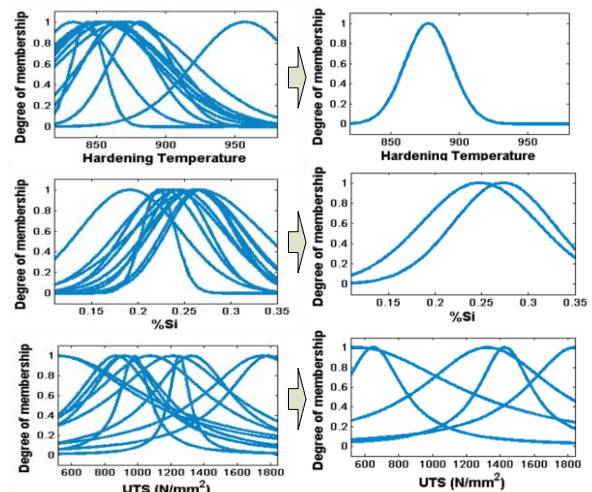 Degree of membership
1
0.8
0.6
0.4
0.2
0
850 900 950
Hardening Temperature
Degree of membership
1
0.8
0.6
0.4
0.2
0
850 900 950
Hardening Temperature
Degree of membership
1
0.8
0.6
0.4
0.2
0
0.15 0.2 0.25 0.3 0.35
%Si
Degree of membership
1
0.8
0.6
0.4
0.2
0
0.15 0.2 0.25 0.3 0.35
%Si
Degree of membership
1
0.8
0.6
0.4
0.2
0
600 800 1000 1200 1400 1600 1800
UTS (N/mm²)
Degree of membership
1
0.8
0.6
0.4
0.2
0
600 800 1000 1200 1400 1600 1800
UTS (N/mm²)